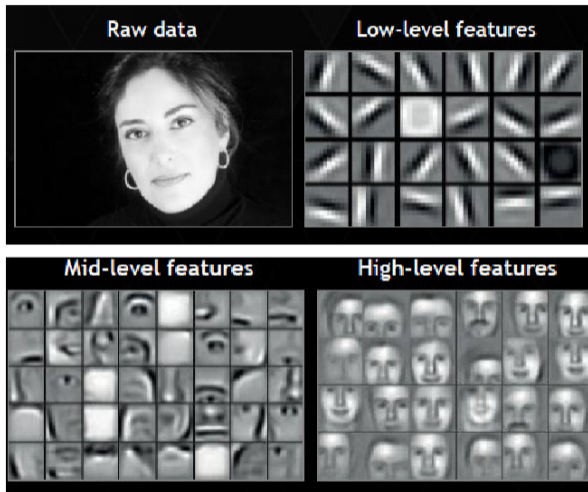 Raw data
Low-level features
Mid-level features
High-level features